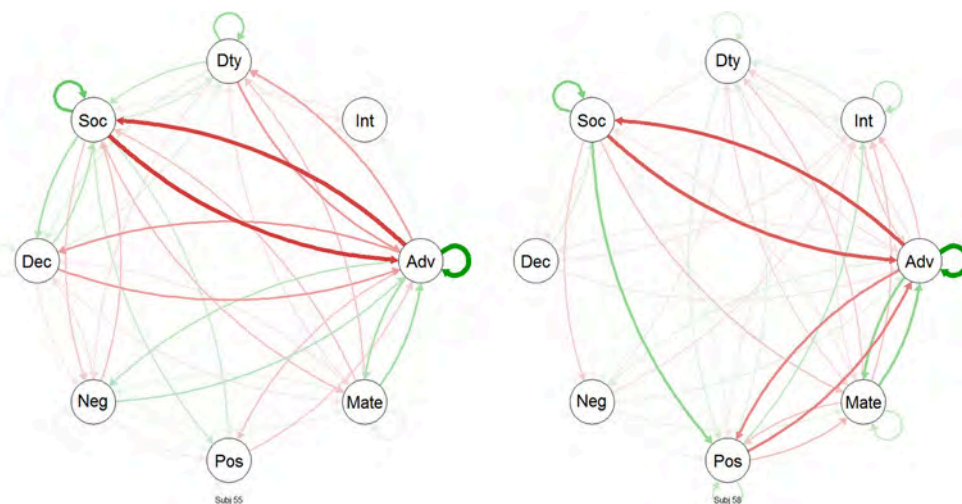 Dty
Int
Soc
Adv
Dec
Neg
Mate
Pos
Subj 55
Dty
Int
Soc
Adv
Dec
Neg
Mate
Pos
Subj 58